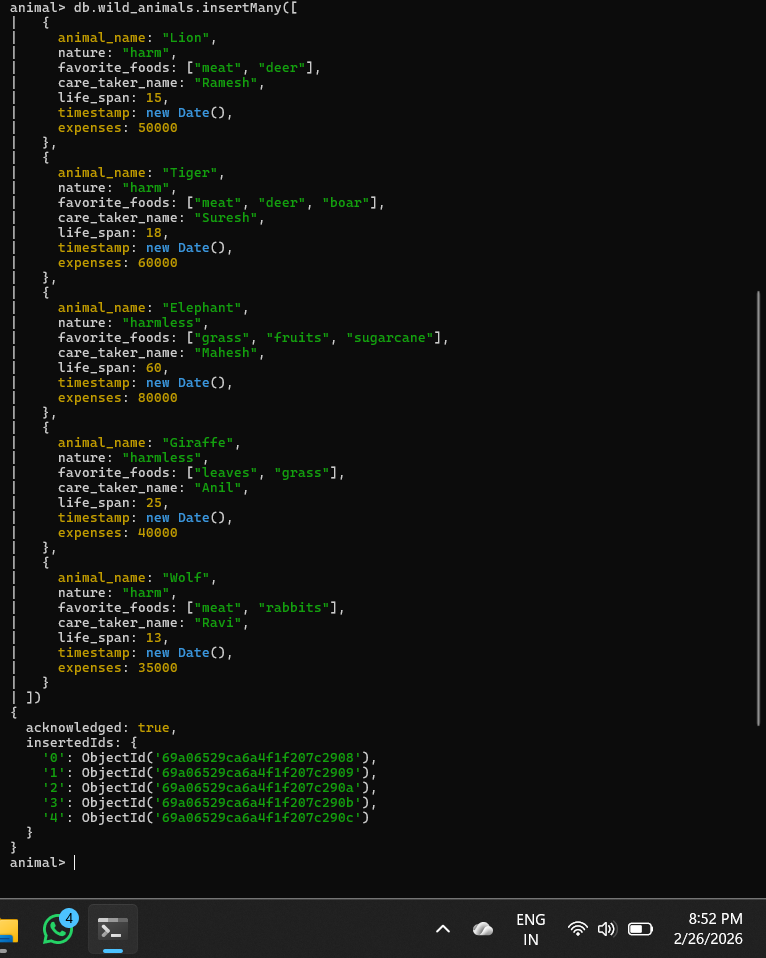 animal> db.wild_animals.insertMany([
|   {
|     animal_name: "Lion",
|     nature: "harm",
|     favorite_foods: ["meat", "deer"],
|     care_taker_name: "Ramesh",
|     life_span: 15,
|     timestamp: new Date(),
|     expenses: 50000
|   },
|   {
|     animal_name: "Tiger",
|     nature: "harm",
|     favorite_foods: ["meat", "deer", "boar"],
|     care_taker_name: "Suresh",
|     life_span: 18,
|     timestamp: new Date(),
|     expenses: 60000
|   },
|   {
|     animal_name: "Elephant",
|     nature: "harmless",
|     favorite_foods: ["grass", "fruits", "sugarcane"],
|     care_taker_name: "Mahesh",
|     life_span: 60,
|     timestamp: new Date(),
|     expenses: 80000
|   },
|   {
|     animal_name: "Giraffe",
|     nature: "harmless",
|     favorite_foods: ["leaves", "grass"],
|     care_taker_name: "Anil",
|     life_span: 25,
|     timestamp: new Date(),
|     expenses: 40000
|   },
|   {
|     animal_name: "Wolf",
|     nature: "harm",
|     favorite_foods: ["meat", "rabbits"],
|     care_taker_name: "Ravi",
|     life_span: 13,
|     timestamp: new Date(),
|     expenses: 35000
|   }
| ])
{
  acknowledged: true,
  insertedIds: {
    '0': ObjectId('69a06529ca6a4f1f207c2908'),
    '1': ObjectId('69a06529ca6a4f1f207c2909'),
    '2': ObjectId('69a06529ca6a4f1f207c290a'),
    '3': ObjectId('69a06529ca6a4f1f207c290b'),
    '4': ObjectId('69a06529ca6a4f1f207c290c')
  }
}
animal>
4
ENG
IN
8:52 PM
2/26/2026